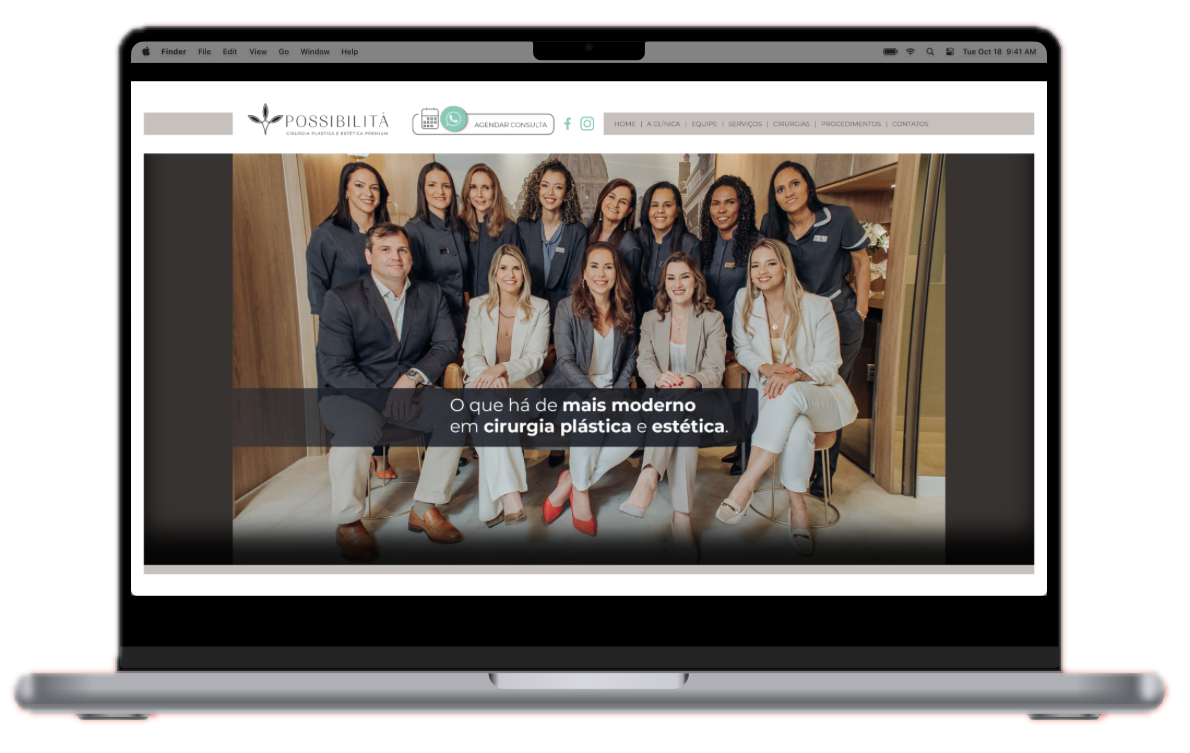 Finder File Edit View Go Window Help
Tue Oct 18 9:41 AM
POSSIBILITÀ
CIRURGIA PLÁSTICA E ESTÉTICA PREMIUM
AGENDAR CONSULTA
HOME | A CLÍNICA | EQUIPE | SERVIÇOS | CIRURGIAS | PROCEDIMENTOS | CONTATOS
O que há de mais moderno
em cirurgia plástica e estética.